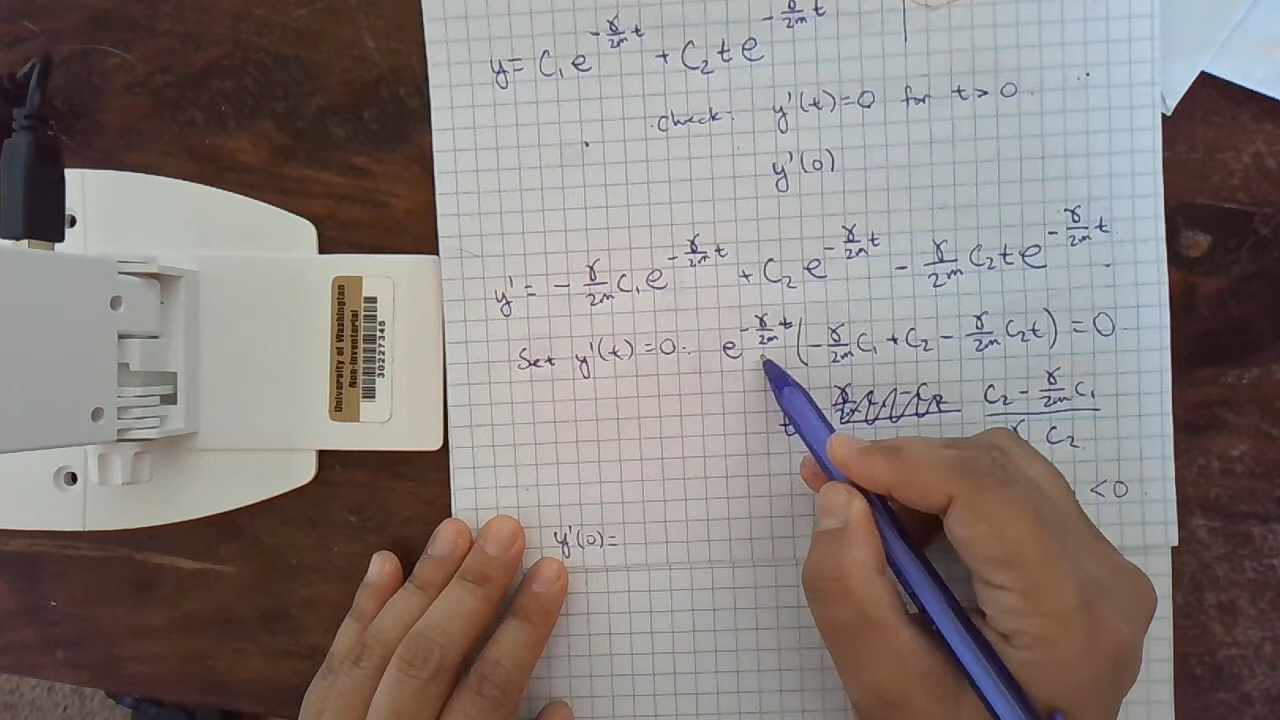 y = C₁e^{-γ/2m t} + C₂te^{-γ/2m t}
check: y'(t)=0 for t>0.
y'(0)
y' = -γ/2m C₁e^{-γ/2m t} + C₂e^{-γ/2m t} - γ/2m C₂te^{-γ/2m t}
Set y'(t)=0: e^{-γ/2m t}(-γ/2m C₁ + C₂ - γ/2m C₂t) = 0
C₂ - γ/2m C₁
t
γ C₂
<0
y'(0)=
University of Washington
Non-Inventorial
30227345